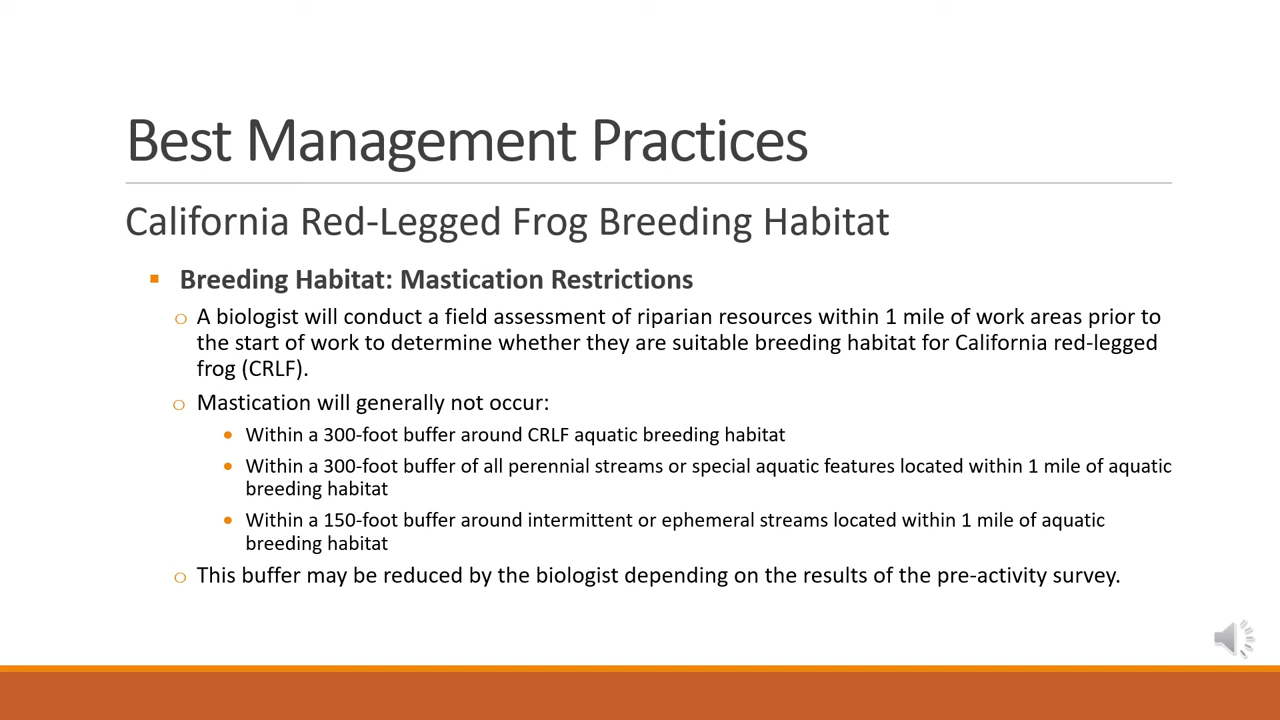 Best Management Practices
California Red-Legged Frog Breeding Habitat
▪ Breeding Habitat: Mastication Restrictions
o A biologist will conduct a field assessment of riparian resources within 1 mile of work areas prior to
the start of work to determine whether they are suitable breeding habitat for California red-legged
frog (CRLF).
o Mastication will generally not occur:
• Within a 300-foot buffer around CRLF aquatic breeding habitat
• Within a 300-foot buffer of all perennial streams or special aquatic features located within 1 mile of aquatic
breeding habitat
• Within a 150-foot buffer around intermittent or ephemeral streams located within 1 mile of aquatic
breeding habitat
o This buffer may be reduced by the biologist depending on the results of the pre-activity survey.